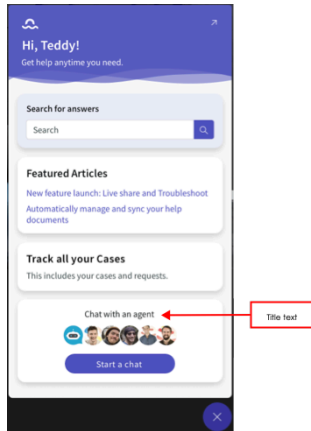 Hi, Teddy!
Get help anytime you need.
Search for answers
Search
Featured Articles
New feature launch: Live share and Troubleshoot
Automatically manage and sync your help
documents
Track all your Cases
This includes your cases and requests.
Chat with an agent
Title text
Start a chat